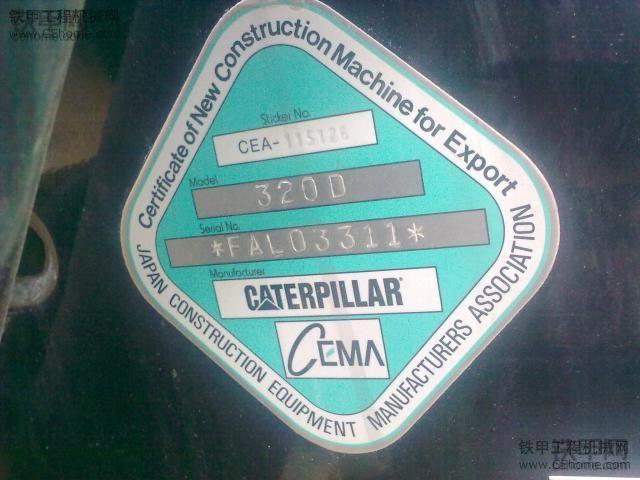 铁甲工程机械网
www.CEhome.com
Certificate of New Construction Machine for Export
Sticker No.
CEA-115126
Model
320D
Serial No.
*FAL03311*
Manufacturer
CATERPILLAR
CEMA
JAPAN CONSTRUCTION EQUIPMENT MANUFACTURERS ASSOCIATION
铁甲工程机械网
www.CEhome.com